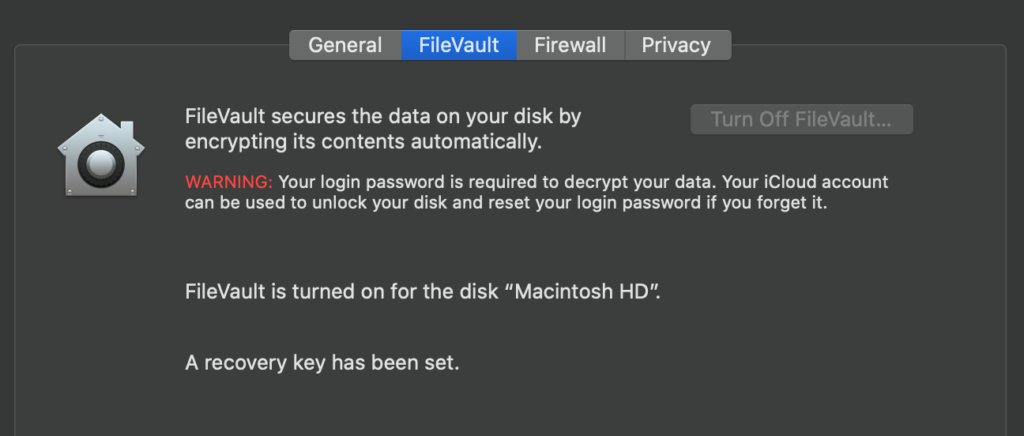 General FileVault Firewall Privacy
FileVault secures the data on your disk by
encrypting its contents automatically.
Turn Off FileVault...
WARNING: Your login password is required to decrypt your data. Your iCloud account
can be used to unlock your disk and reset your login password if you forget it.
FileVault is turned on for the disk “Macintosh HD”.
A recovery key has been set.